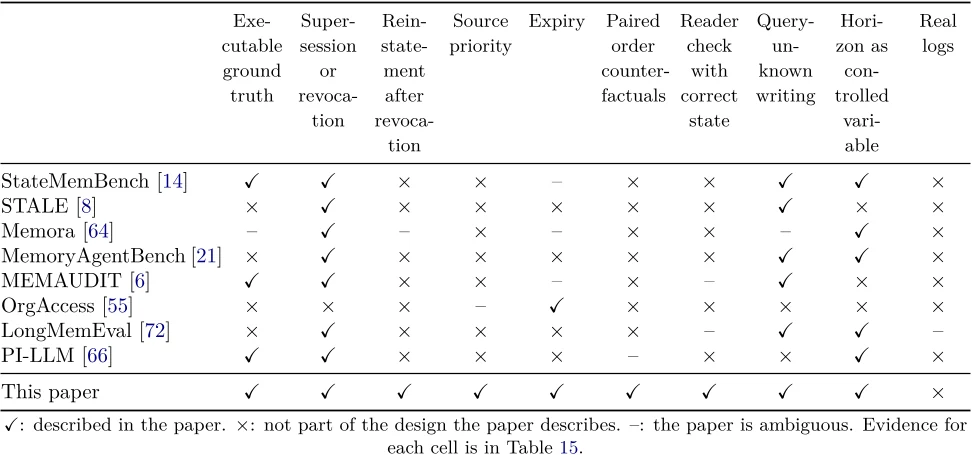 Exe- Super- Rein- Source Expiry Paired Reader Query- Hori- Real
cutable session state- priority order check un- zon as logs
ground or ment counter- with known con-
truth revoca- after factuals correct writing trolled
tion revoca- state vari-
tion able
StateMemBench [14] ✓ ✓ × × – × × ✓ ✓ ×
STALE [8] × ✓ × × × × × ✓ × ×
Memora [64] – ✓ – × – × × – ✓ ×
MemoryAgentBench [21] × ✓ × × × × × ✓ ✓ ×
MEMAUDIT [6] ✓ ✓ × × – × – ✓ × ×
OrgAccess [55] × × × – ✓ × × × × ×
LongMemEval [72] × ✓ × × × × – ✓ ✓ –
PI-LLM [66] ✓ ✓ × × × – × × ✓ ×
This paper ✓ ✓ ✓ ✓ ✓ ✓ ✓ ✓ ✓ ×
✓: described in the paper. ×: not part of the design the paper describes. –: the paper is ambiguous. Evidence for
each cell is in Table 15.